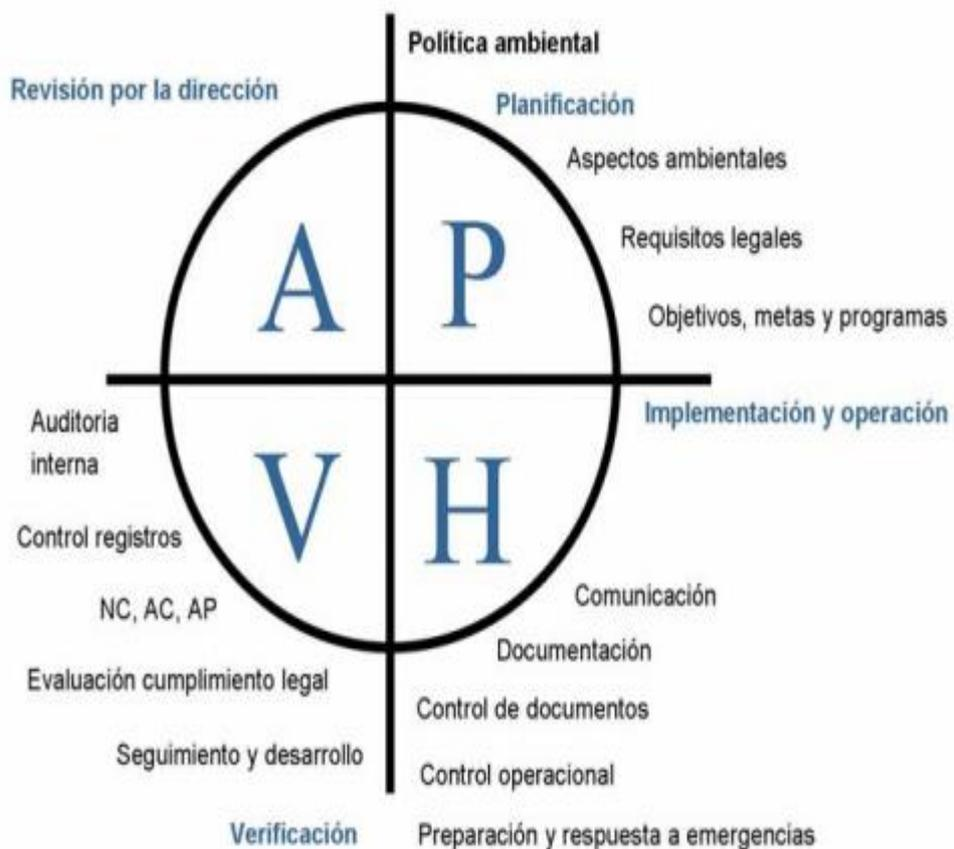 Política ambiental
Revisión por la dirección
Planificación
Aspectos ambientales
Requisitos legales
Objetivos, metas y programas
A
P
Implementación y operación
V
H
Auditoria
interna
Control registros
NC, AC, AP
Evaluación cumplimiento legal
Seguimiento y desarrollo
Verificación
Comunicación
Documentación
Control de documentos
Control operacional
Preparación y respuesta a emergencias